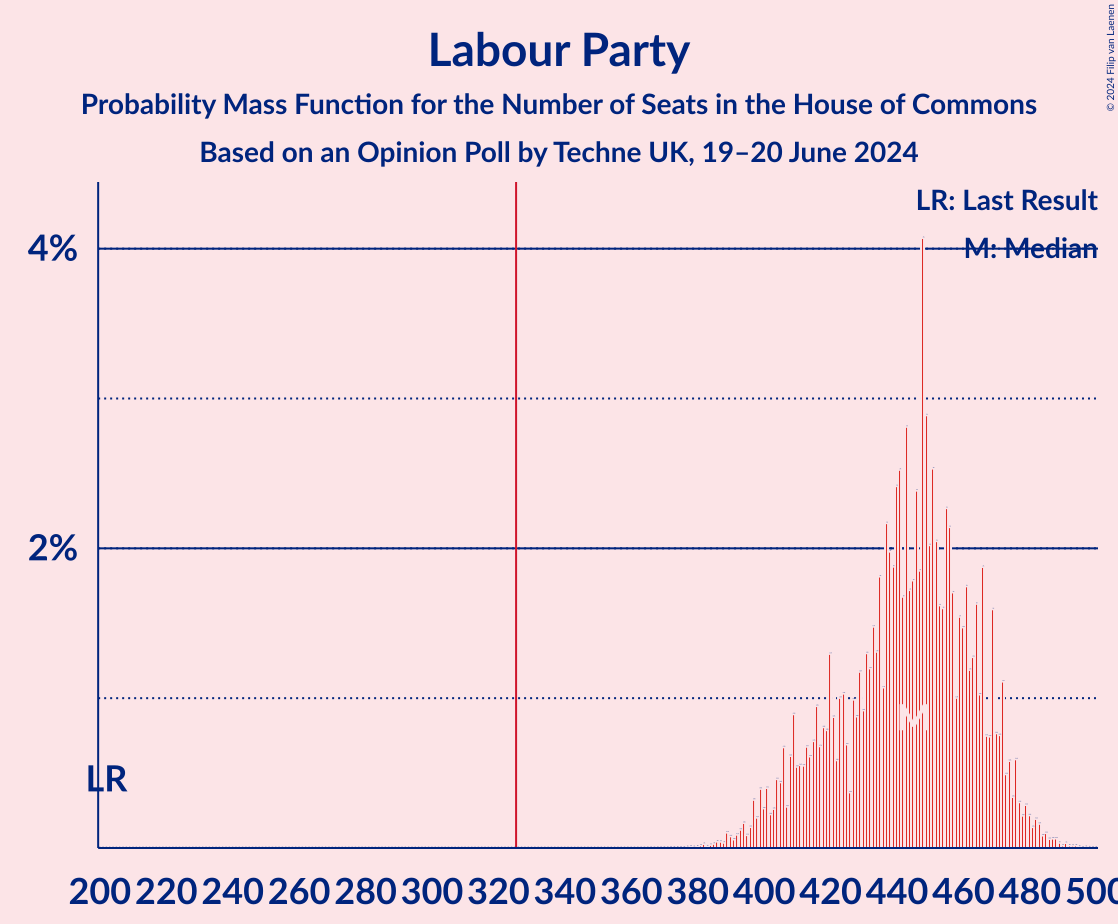 Labour Party
Probability Mass Function for the Number of Seats in the House of Commons
Based on an Opinion Poll by Techne UK, 19–20 June 2024
© 2024 Filip van Laenen
LR: Last Result
M: Median
4%
2%
M
LR
200 220 240 260 280 300 320 340 360 380 400 420 440 460 480 500